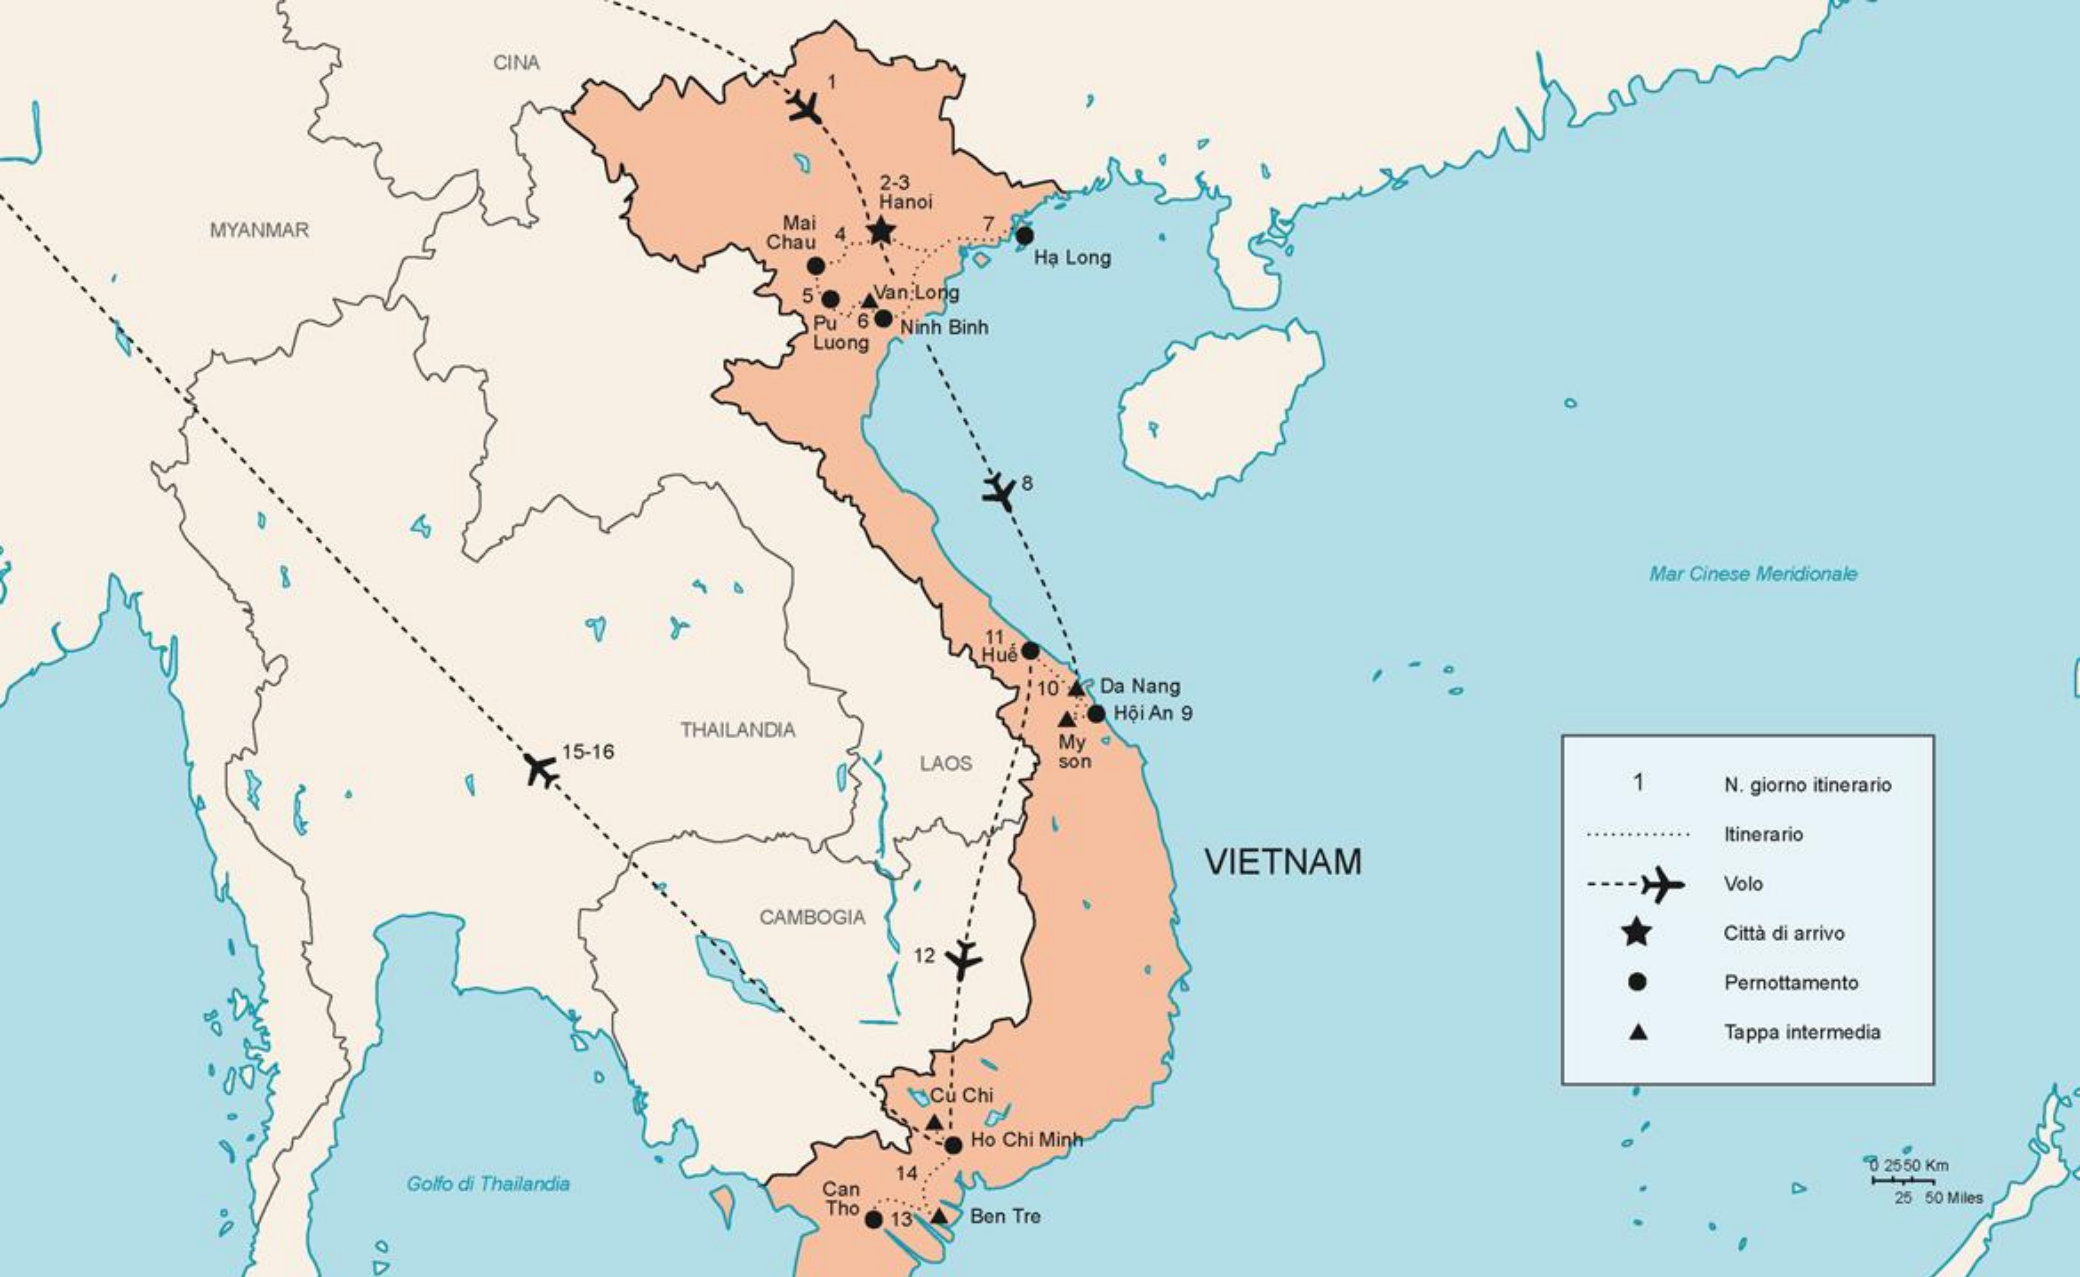 CINA
1
MYANMAR
2-3
Hanoi
Mai
Chau
4
7
Hạ Long
5
Van Long
Pu
Luong
6
Ninh Binh
8
Mar Cinese Meridionale
11
Huế
10
Da Nang
Hội An 9
My
son
THAILANDIA
15-16
LAOS
VIETNAM
CAMBOGIA
12
Cu Chi
Ho Chi Minh
14
Can
Tho
13
Ben Tre
Golfo di Thailandia
1 N. giorno itinerario
Itinerario
Volo
Città di arrivo
Pernottamento
Tappa intermedia
0 25 50 Km
25 50 Miles